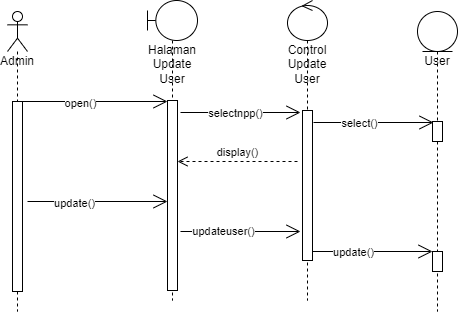 Admin
Halaman
Update
User
Control
Update
User
User
open()
selectnpp()
select()
display()
update()
updateuser()
update()